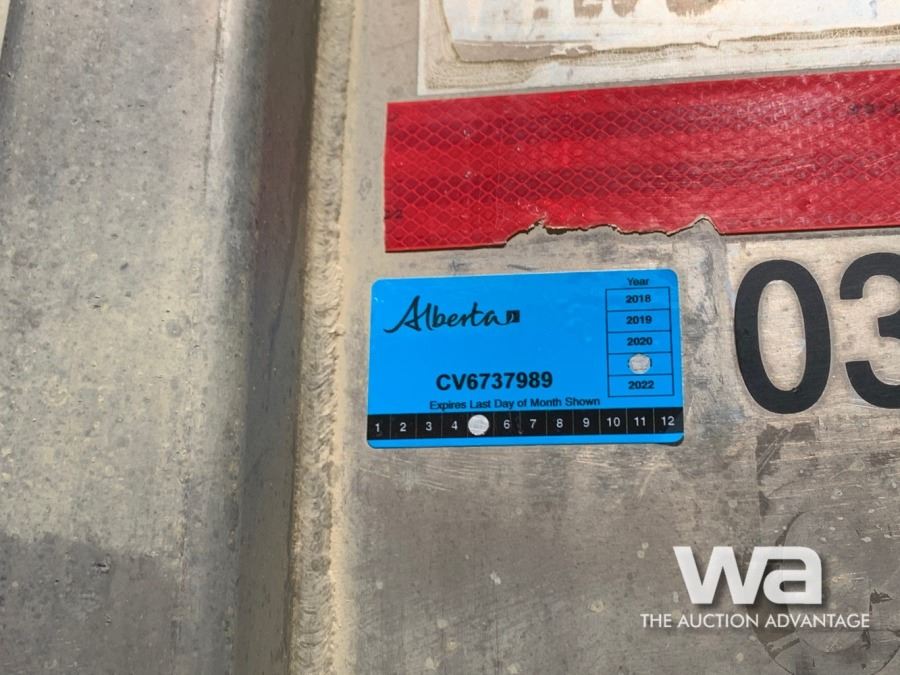 Alberta
Year
2018
2019
2020
2022
CV6737989
Expires Last Day of Month Shown
1 2 3 4 6 7 8 9 10 11 12
03
wa
THE AUCTION ADVANTAGE